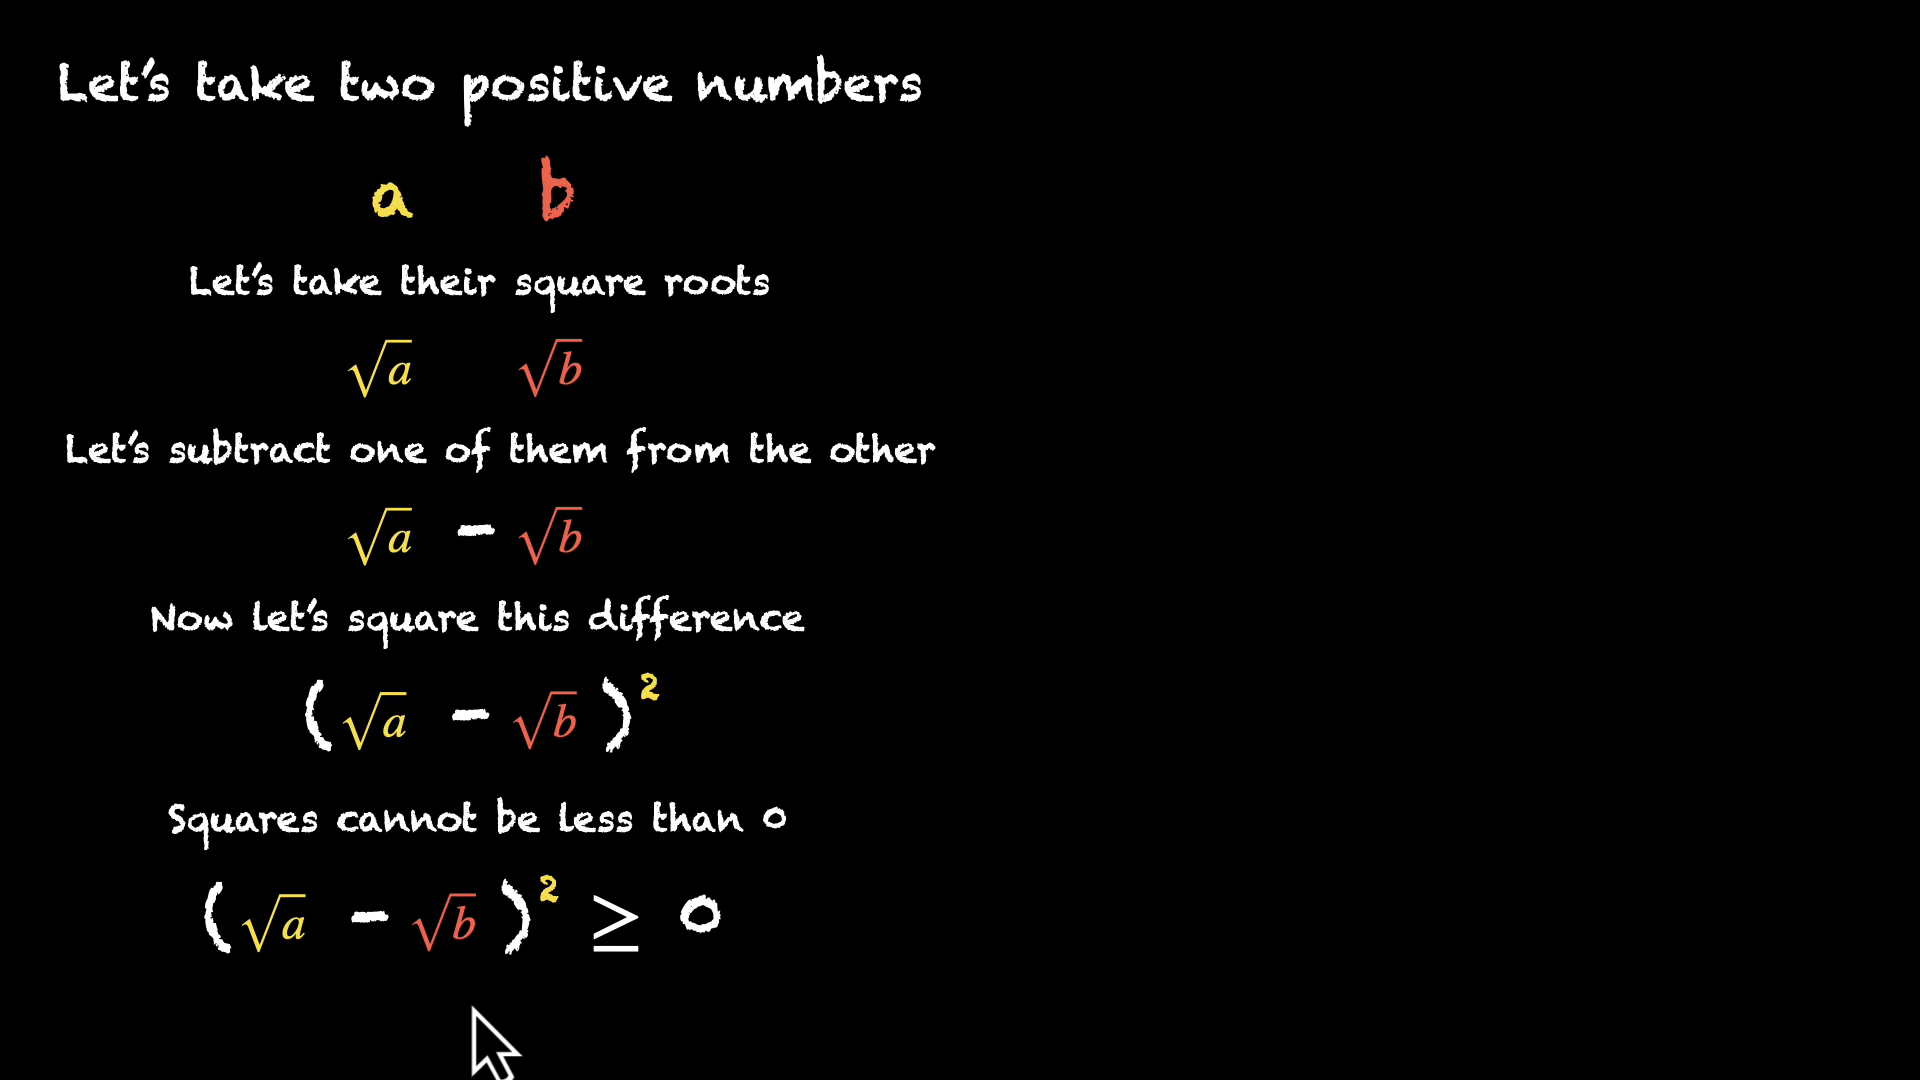 Let's take two positive numbers
a b
Let's take their square roots
√a √b
Let's subtract one of them from the other
√a - √b
Now let's square this difference
(√a - √b)²
Squares cannot be less than 0
(√a - √b)² ≥ 0